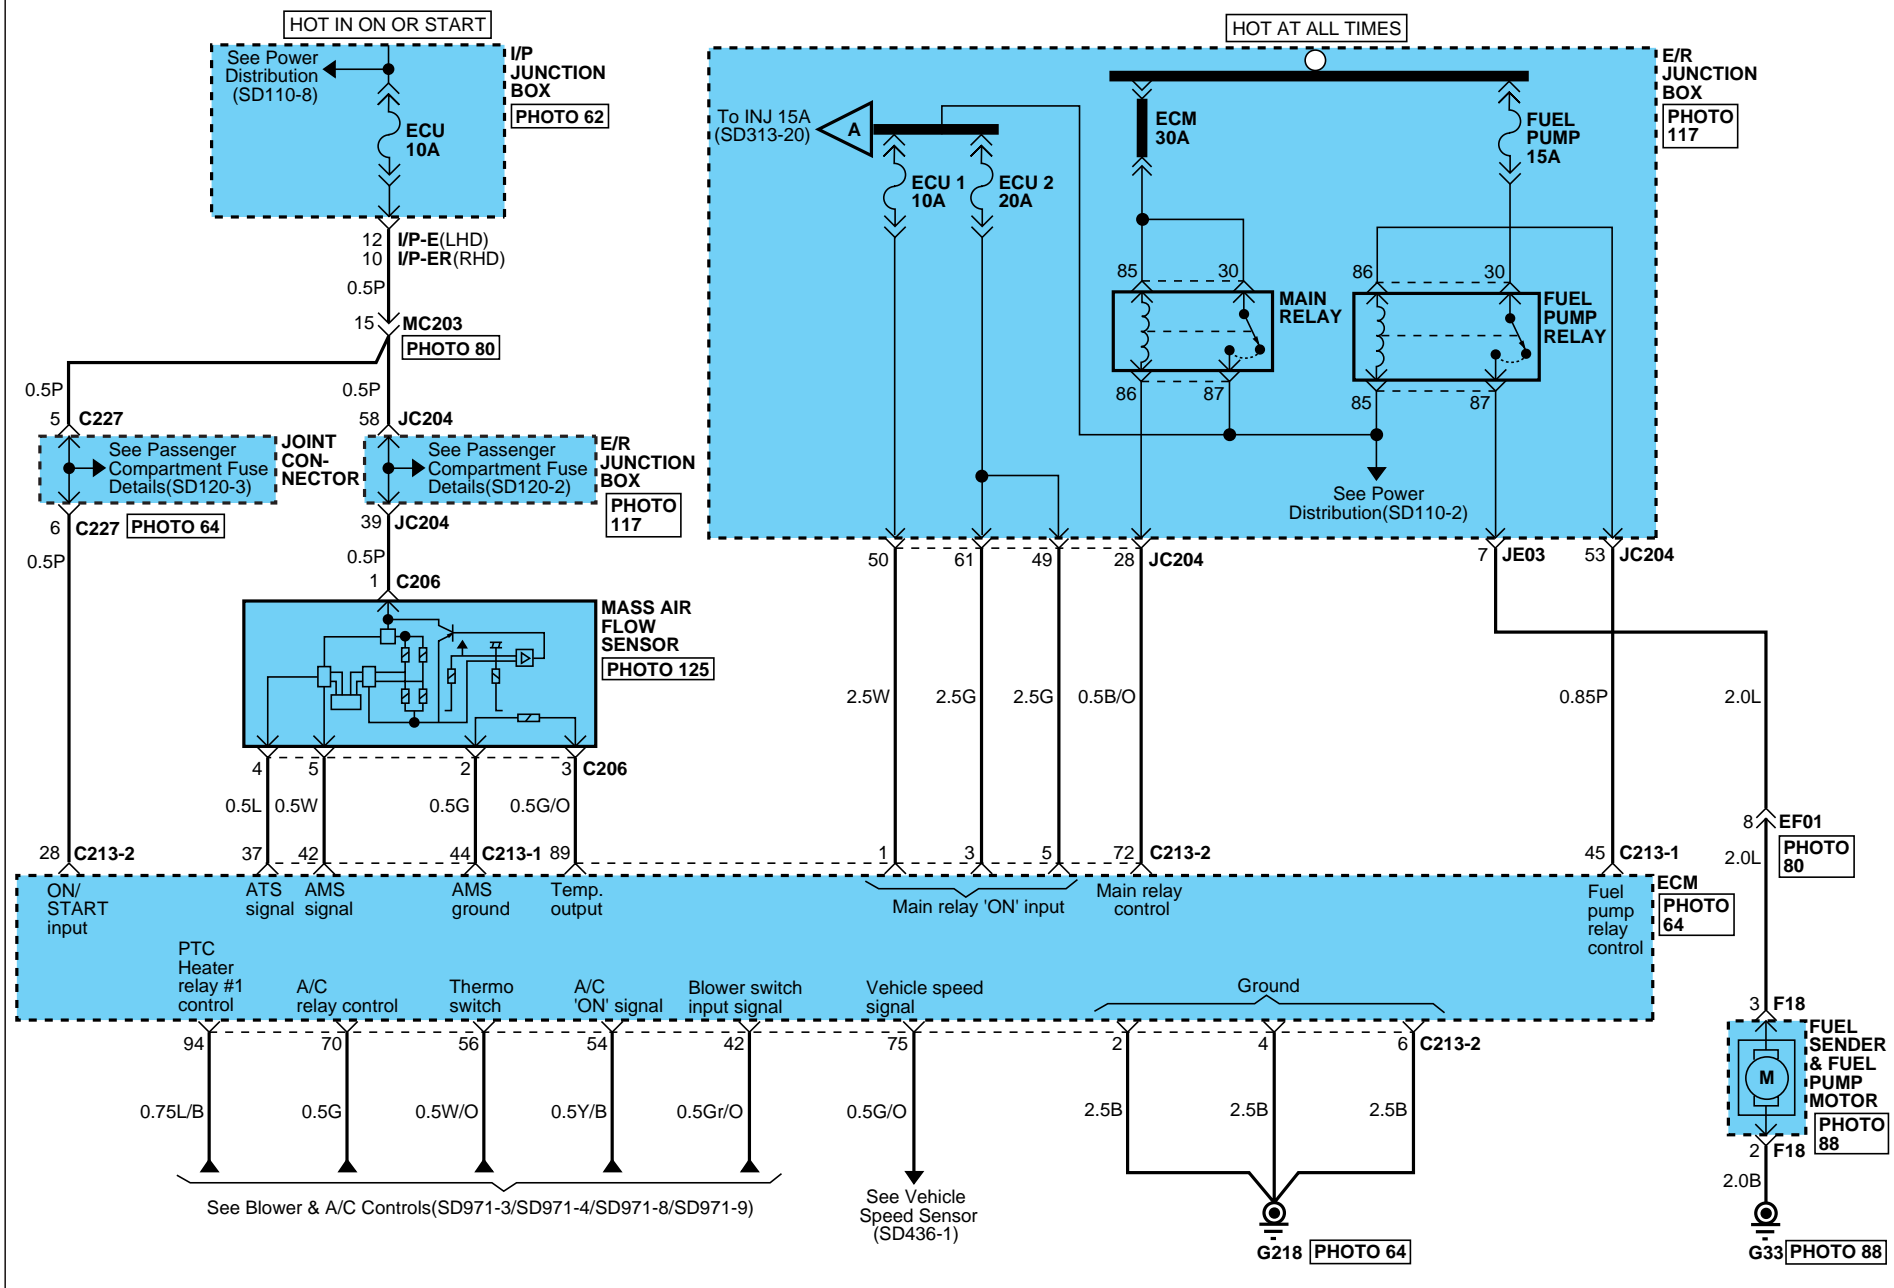 HOT IN ON OR START
See Power
Distribution
(SD110-8)
ECU
10A
I/P
JUNCTION
BOX
PHOTO 62
12 I/P-E(LHD)
10 I/P-ER(RHD)
0.5P
15 MC203
PHOTO 80
0.5P
0.5P
5 C227
58 JC204
See Passenger
Compartment Fuse
Details(SD120-3)
JOINT
CON-
NECTOR
See Passenger
Compartment Fuse
Details(SD120-2)
E/R
JUNCTION
BOX
PHOTO
117
6 C227 PHOTO 64
39 JC204
0.5P
0.5P
1 C206
MASS AIR
FLOW
SENSOR
PHOTO 125
4 5 2 3 C206
0.5L 0.5W 0.5G 0.5G/O
HOT AT ALL TIMES
E/R
JUNCTION
BOX
PHOTO
117
To INJ 15A
(SD313-20)
A
ECU 1
10A
ECU 2
20A
ECM
30A
FUEL
PUMP
15A
85 30
MAIN
RELAY
86 87
86 30
FUEL
PUMP
RELAY
85 87
See Power
Distribution(SD110-2)
50 61 49 28 JC204
7 JE03
53 JC204
2.5W 2.5G 2.5G 0.5B/O 0.85P 2.0L
8 EF01
PHOTO
80
2.0L
28 C213-2
37 42 44 C213-1 89
1 3 5 72 C213-2
45 C213-1
ECM
PHOTO
64
ON/
START
input
ATS
signal
AMS
signal
AMS
ground
Temp.
output
Main relay 'ON' input
Main relay
control
Fuel
pump
relay
control
PTC
Heater
relay #1
control
A/C
relay control
Thermo
switch
A/C
'ON' signal
Blower switch
input signal
Vehicle speed
signal
Ground
94 70 56 54 42 75 2 4 6 C213-2
0.75L/B 0.5G 0.5W/O 0.5Y/B 0.5Gr/O 0.5G/O 2.5B 2.5B 2.5B
See Blower & A/C Controls(SD971-3/SD971-4/SD971-8/SD971-9)
See Vehicle
Speed Sensor
(SD436-1)
G218 PHOTO 64
3 F18
M
FUEL
SENDER
& FUEL
PUMP
MOTOR
PHOTO
88
2 F18
2.0B
G33 PHOTO 88